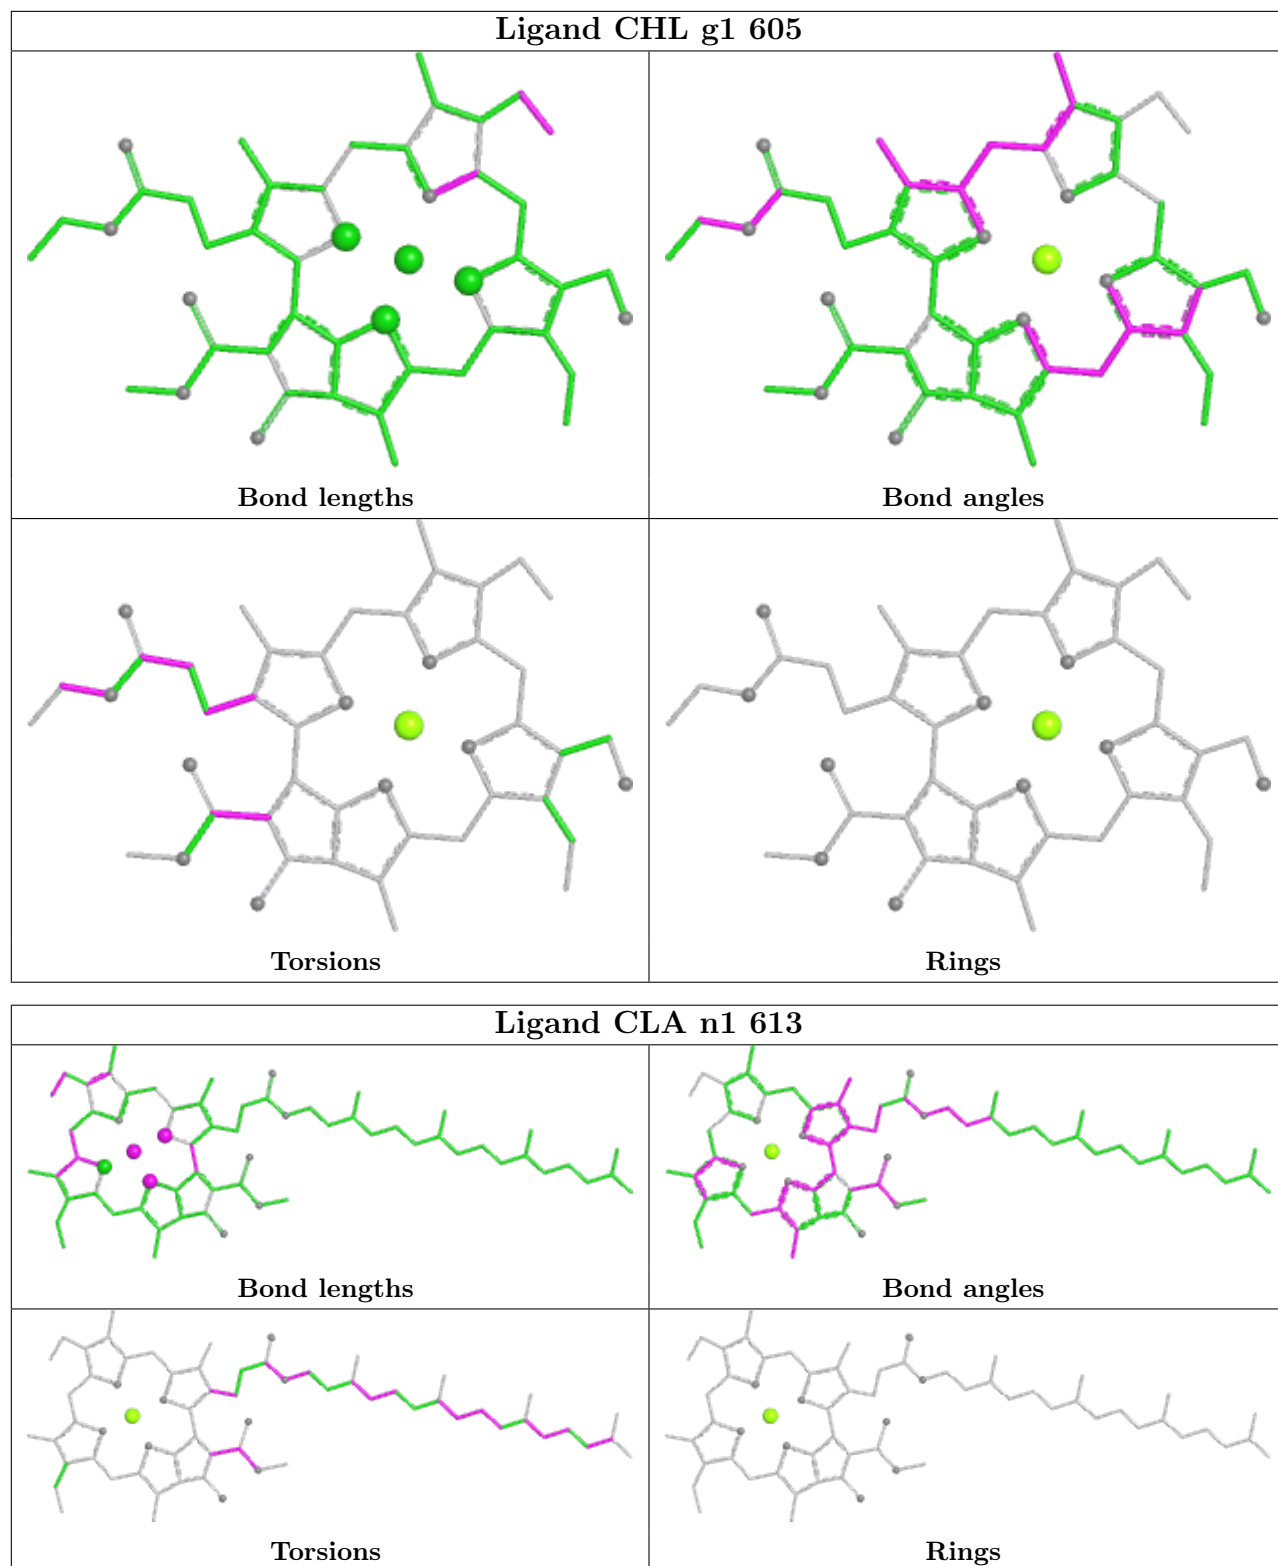 Ligand CHL g1 605
Bond lengths
Bond angles
Torsions
Rings
Ligand CLA n1 613
Bond lengths
Bond angles
Torsions
Rings